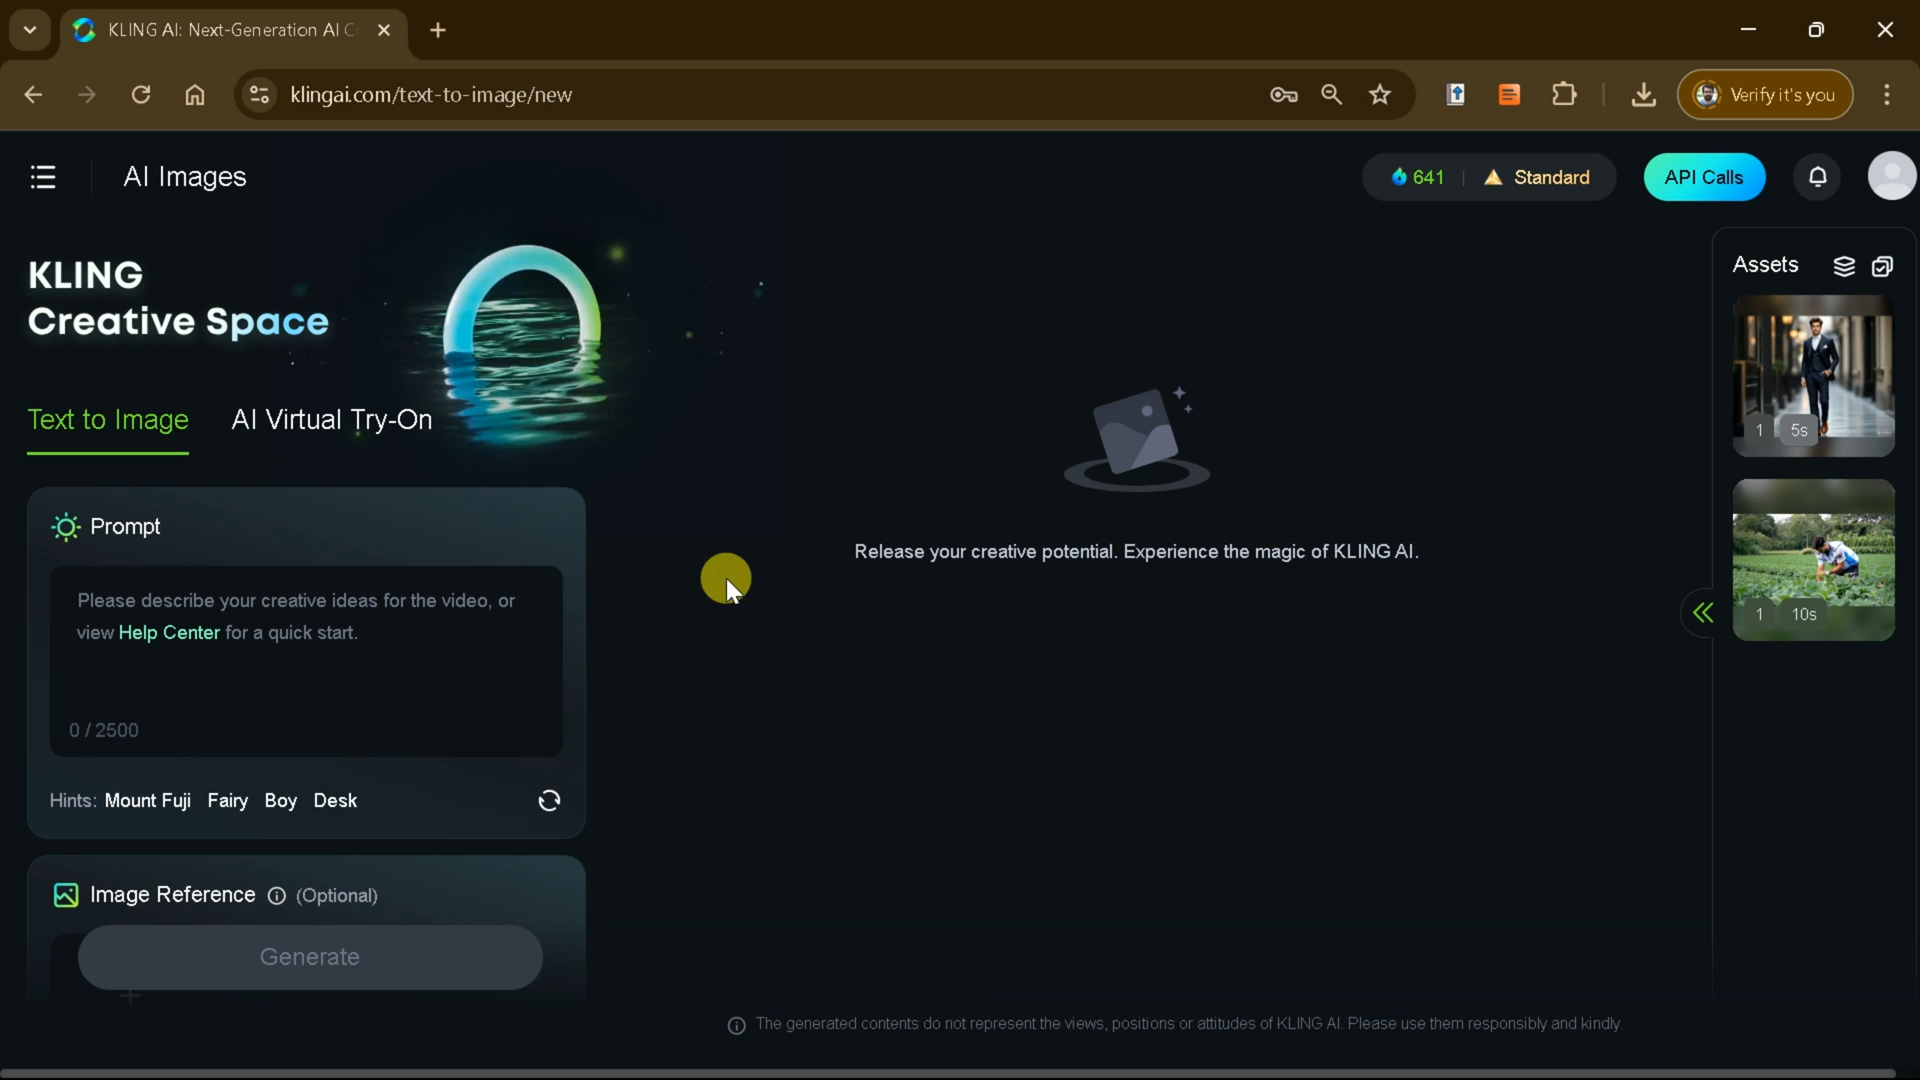 KLING AI: Next-Generation AI C
klingai.com/text-to-image/new
Verify it's you
AI Images
641
Standard
API Calls
KLING
Creative Space
Assets
1 5s
Text to Image
AI Virtual Try-On
Prompt
Please describe your creative ideas for the video, or
view Help Center for a quick start.
0 / 2500
Hints: Mount Fuji Fairy Boy Desk
Release your creative potential. Experience the magic of KLING AI.
1 10s
Image Reference (Optional)
Generate
The generated contents do not represent the views, positions or attitudes of KLING AI. Please use them responsibly and kindly.